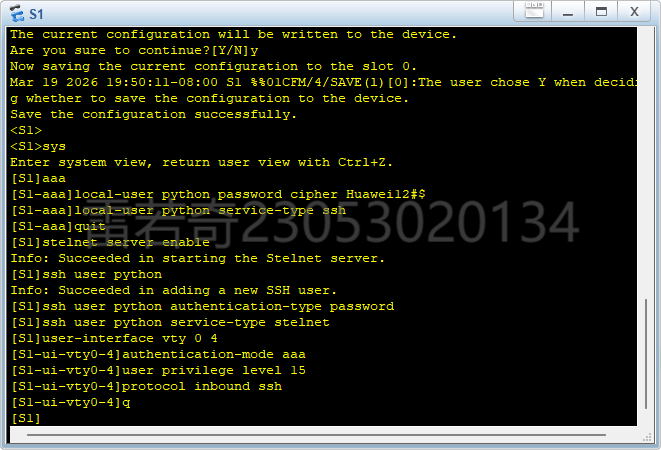 S1
The current configuration will be written to the device.
Are you sure to continue?[Y/N]y
Now saving the current configuration to the slot 0.
Mar 19 2026 19:50:11-08:00 S1 %%01CFM/4/SAVE(l)[0]:The user chose Y when decidi
g whether to save the configuration to the device.
Save the configuration successfully.
<S1>
<S1>sys
Enter system view, return user view with Ctrl+Z.
[S1]aaa
[S1-aaa]local-user python password cipher Huawei12#$
[S1-aaa]local-user python service-type ssh
[S1-aaa]quit
雷若奇23053020134
[S1]stelnet server enable
Info: Succeeded in starting the Stelnet server.
[S1]ssh user python
Info: Succeeded in adding a new SSH user.
[S1]ssh user python authentication-type password
[S1]ssh user python service-type stelnet
[S1]user-interface vty 0 4
[S1-ui-vty0-4]authentication-mode aaa
[S1-ui-vty0-4]user privilege level 15
[S1-ui-vty0-4]protocol inbound ssh
[S1-ui-vty0-4]q
[S1]